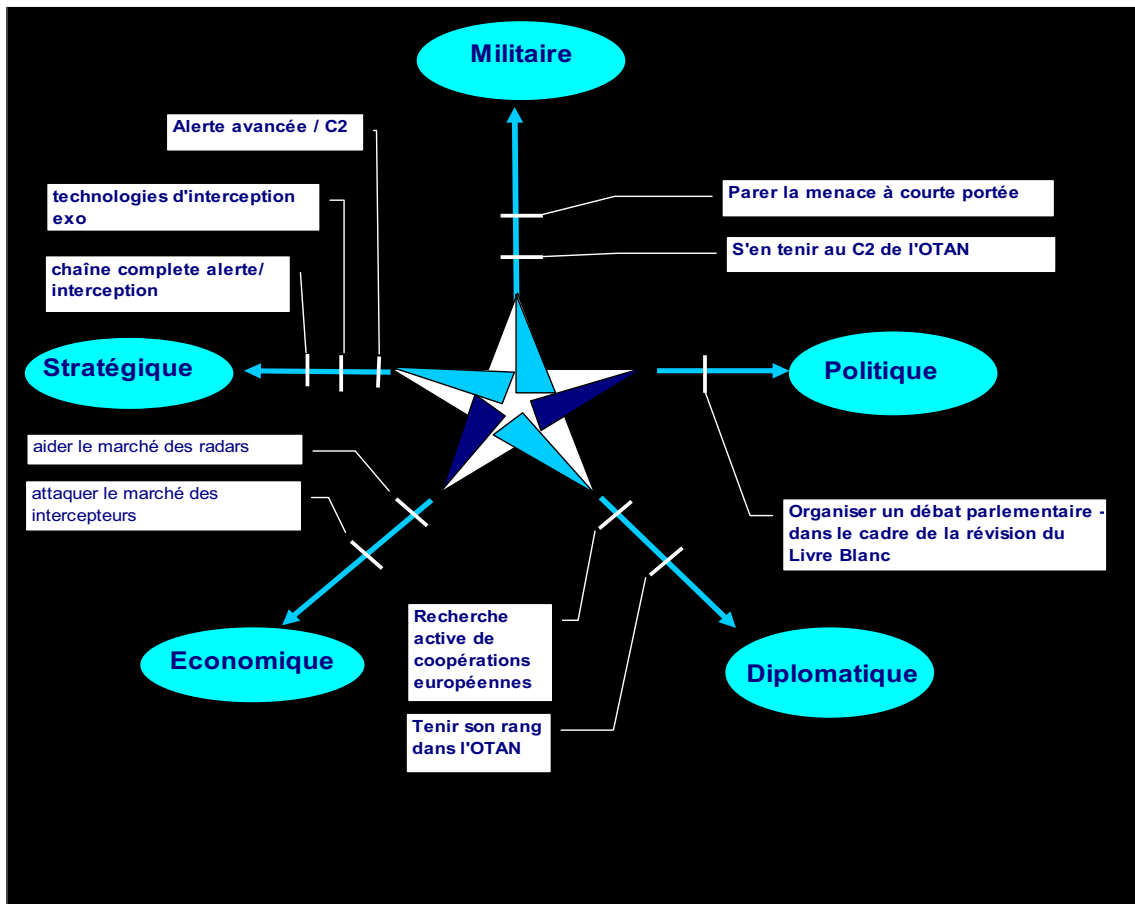 Militaire
Alerte avancée / C2
technologies d'interception
exo
Parer la menace à courte portée
S'en tenir au C2 de l'OTAN
chaîne complete alerte/
interception
Stratégique
Politique
aider le marché des radars
attaquer le marché des
intercepteurs
Organiser un débat parlementaire -
dans le cadre de la révision du
Livre Blanc
Recherche
active de
coopérations
européennes
Economique
Diplomatique
Tenir son rang
dans l'OTAN